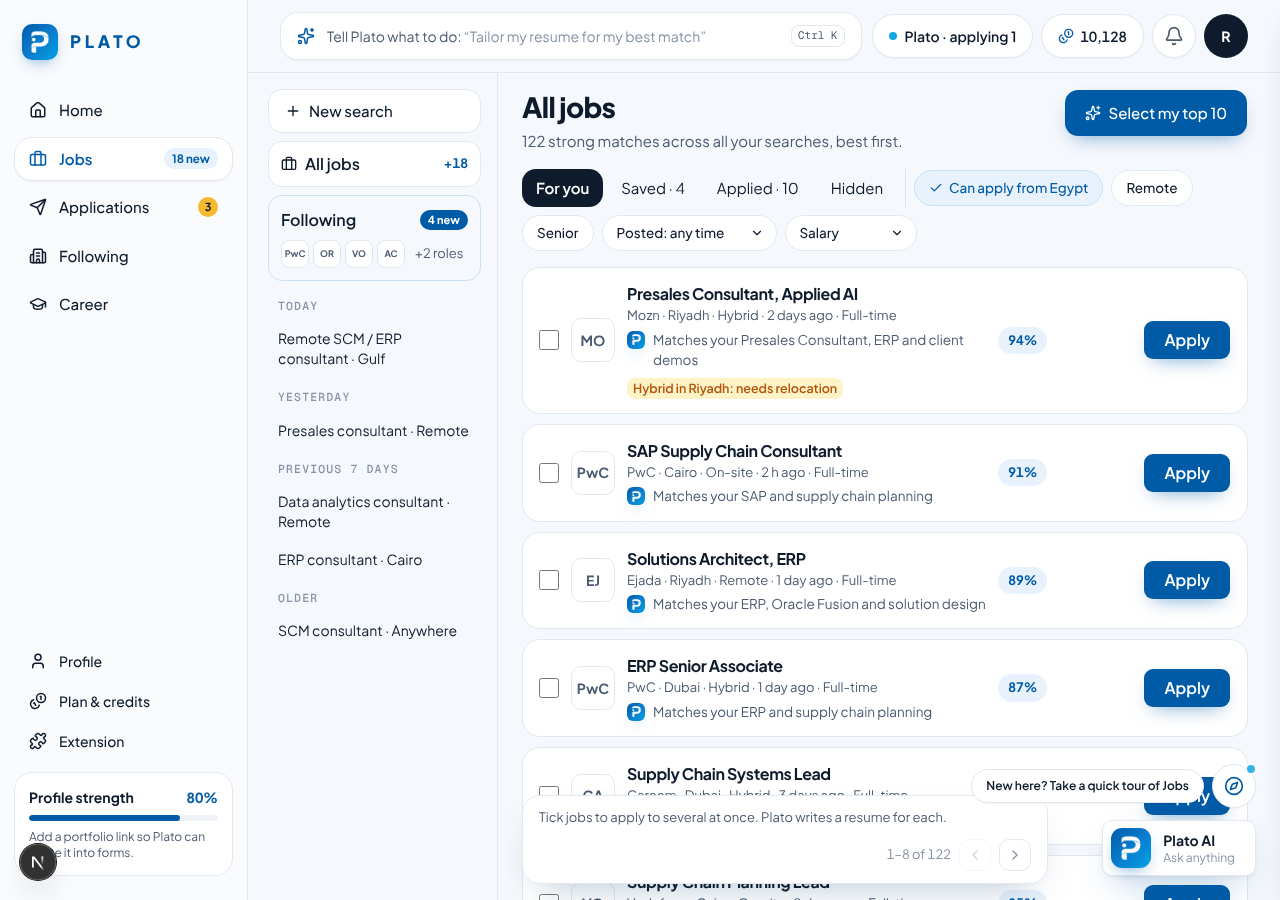 PLATO
Tell Plato what to do: “Tailor my resume for my best match”
Ctrl K
Plato · applying 1
10,128
R
Home
Jobs
18 new
Applications
3
Following
Career
Profile
Plan & credits
Extension
Profile strength
80%
Add a portfolio link so Plato can
it into forms.
N
New search
All jobs
+18
Following
4 new
PwC
OR
VO
AC
+2 roles
TODAY
Remote SCM / ERP
consultant · Gulf
YESTERDAY
Presales consultant · Remote
PREVIOUS 7 DAYS
Data analytics consultant ·
Remote
ERP consultant · Cairo
OLDER
SCM consultant · Anywhere
All jobs
122 strong matches across all your searches, best first.
Select my top 10
For you
Saved · 4
Applied · 10
Hidden
Can apply from Egypt
Remote
Senior
Posted: any time
Salary
MO
Presales Consultant, Applied AI
Mozn · Riyadh · Hybrid · 2 days ago · Full-time
Matches your Presales Consultant, ERP and client
demos
Hybrid in Riyadh: needs relocation
94%
Apply
PwC
SAP Supply Chain Consultant
PwC · Cairo · On-site · 2 h ago · Full-time
Matches your SAP and supply chain planning
91%
Apply
EJ
Solutions Architect, ERP
Ejada · Riyadh · Remote · 1 day ago · Full-time
Matches your ERP, Oracle Fusion and solution design
89%
Apply
PwC
ERP Senior Associate
PwC · Dubai · Hybrid · 1 day ago · Full-time
Matches your ERP and supply chain planning
87%
Apply
Supply Chain Systems Lead
New here? Take a quick tour of Jobs
Tick jobs to apply to several at once. Plato writes a resume for each.
1–8 of 122
Plato AI
Ask anything
Supply Chain Planning Lead